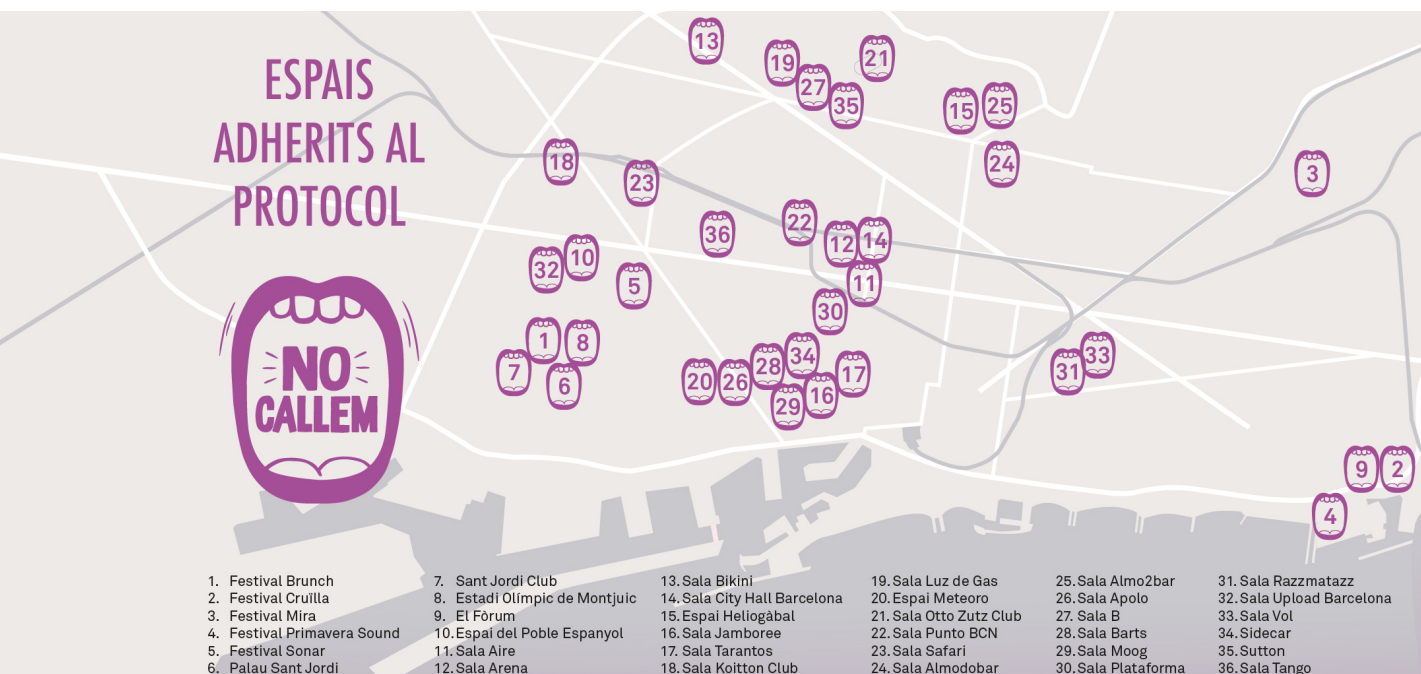 ESPAIS
ADHERITS AL
PROTOCOL
NO
CALLEM
13
19
21
27
35
15
25
18
23
24
3
22
36
12
14
32
10
5
11
30
1
8
7
6
34
28
20
26
17
29
16
33
31
9
2
4
1. Festival Brunch
2. Festival Cruïlla
3. Festival Mira
4. Festival Primavera Sound
5. Festival Sonar
6. Palau Sant Jordi
7. Sant Jordi Club
8. Estadi Olímpic de Montjuic
9. El Fòrum
10. Espai del Poble Espanyol
11. Sala Aire
12. Sala Arena
13. Sala Bikini
14. Sala City Hall Barcelona
15. Espai Heliogàbal
16. Sala Jamboree
17. Sala Tarantos
18. Sala Koitton Club
19. Sala Luz de Gas
20. Espai Meteoro
21. Sala Otto Zutz Club
22. Sala Punto BCN
23. Sala Safari
24. Sala Almodobar
25. Sala Almo2bar
26. Sala Apolo
27. Sala B
28. Sala Barts
29. Sala Moog
30. Sala Plataforma
31. Sala Razzmatazz
32. Sala Upload Barcelona
33. Sala Vol
34. Sidecar
35. Sutton
36. Sala Tango